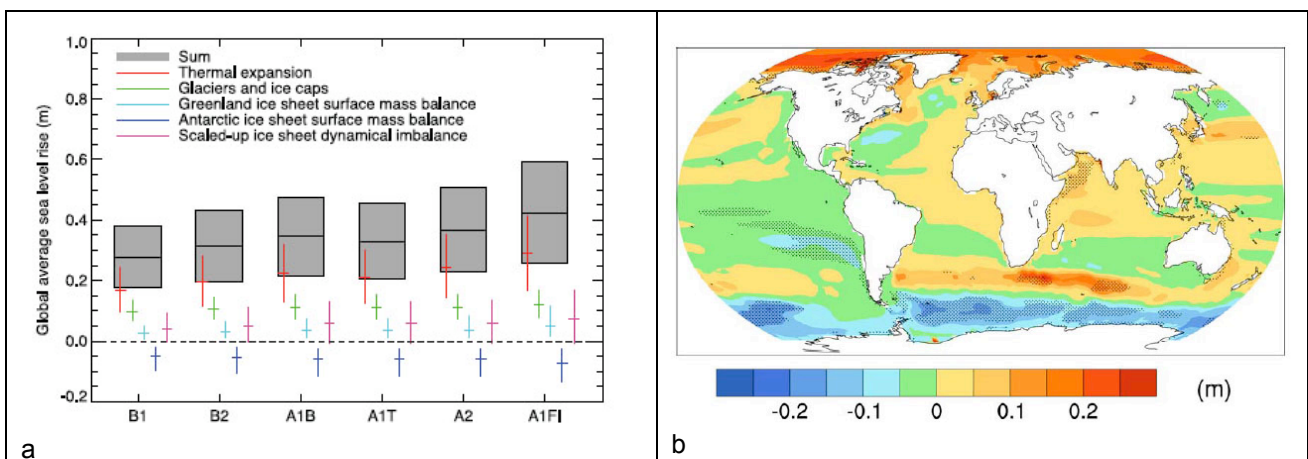 1.0
Sum
Thermal expansion
Glaciers and ice caps
Greenland ice sheet surface mass balance
Antarctic ice sheet surface mass balance
Scaled-up ice sheet dynamical imbalance
0.8
0.6
0.4
0.2
0.0
-0.2
Global average sea level rise (m)
B1 B2 A1B A1T A2 A1FI
a
-0.2 -0.1 0 0.1 0.2 (m)
b